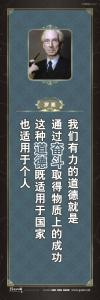 罗素
我们有力的道德就是
通过奋斗取得物质上的成功
这种道德既适用于国家
也适用于个人